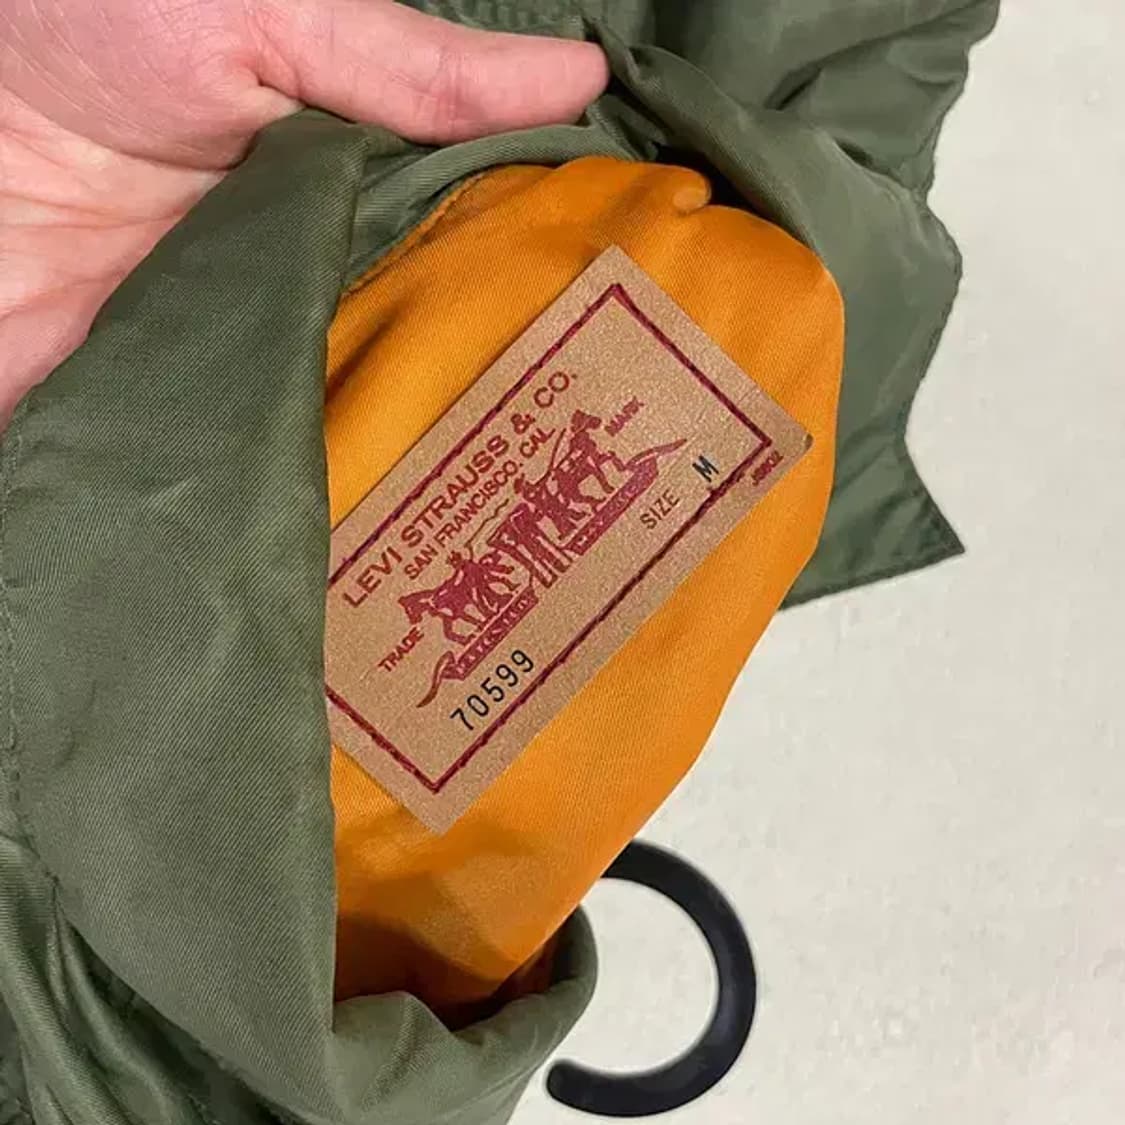 LEVI STRAUSS & CO.
SAN FRANCISCO. CAL
TRADE MARK
70599 SIZE M